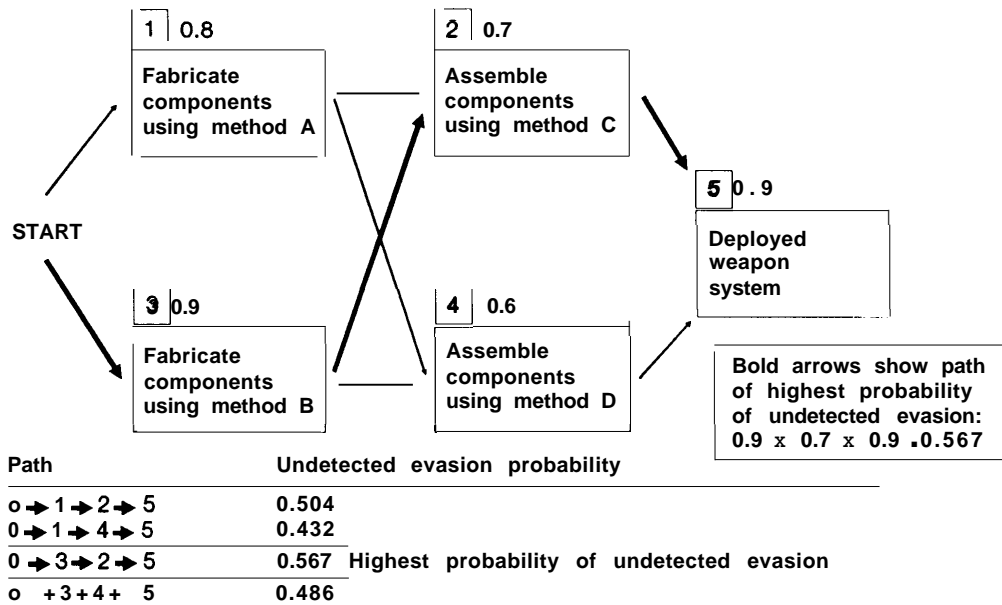 1 0.8
Fabricate
components
using method A
2 0.7
Assemble
components
using method C
START
5 0.9
Deployed
weapon
system
3 0.9
Fabricate
components
using method B
4 0.6
Assemble
components
using method D
Bold arrows show path
of highest probability
of undetected evasion:
0.9 x 0.7 x 0.9 .0.567
Path Undetected evasion probability
o → 1 → 2 → 5 0.504
0 → 1 → 4 → 5 0.432
0 → 3 → 2 → 5 0.567 Highest probability of undetected evasion
o +3+4+ 5 0.486